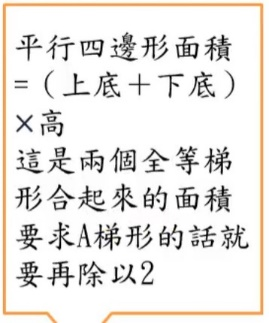 平行四邊形面積
=（上底＋下底）
×高
這是兩個全等梯
形合起來的面積
要求A梯形的話就
要再除以2